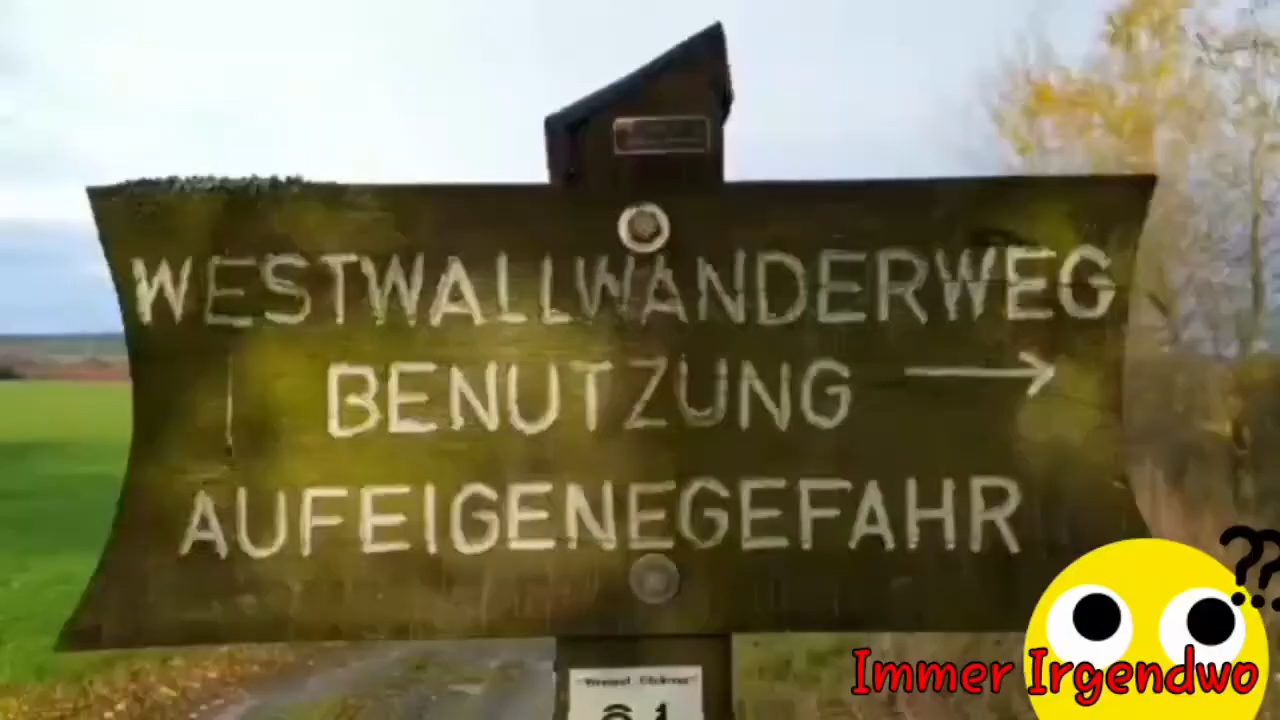 WESTWALLWANDERWEG
BENUTZUNG →
AUFEIGENEGEFAHR
??
Immer Irgendwo